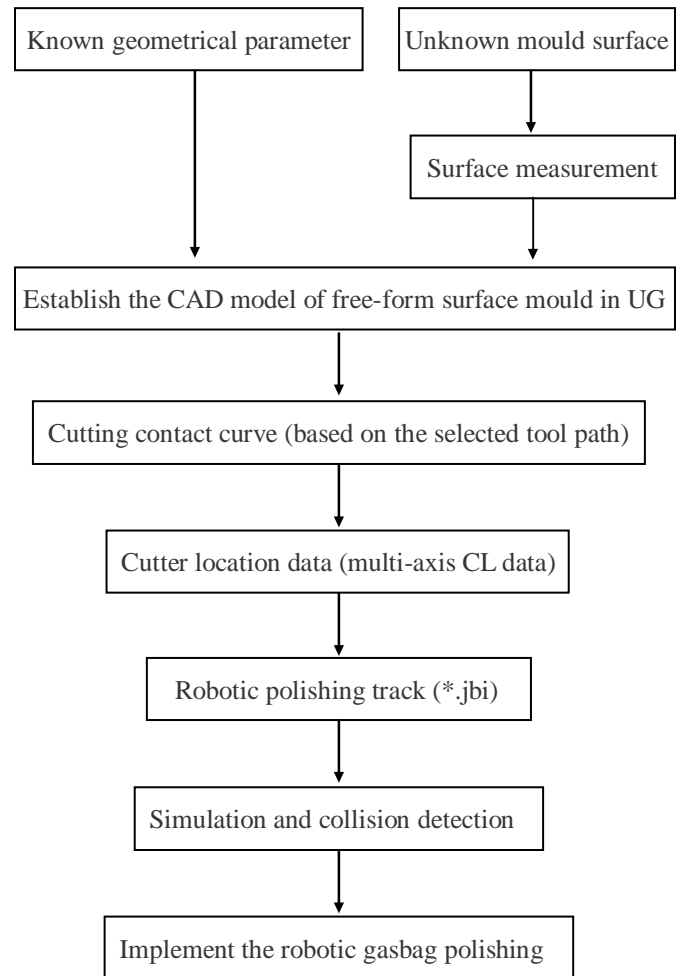 Known geometrical parameter
Unknown mould surface
Surface measurement
Establish the CAD model of free-form surface mould in UG
Cutting contact curve (based on the selected tool path)
Cutter location data (multi-axis CL data)
Robotic polishing track (*.jbi)
Simulation and collision detection
Implement the robotic gasbag polishing